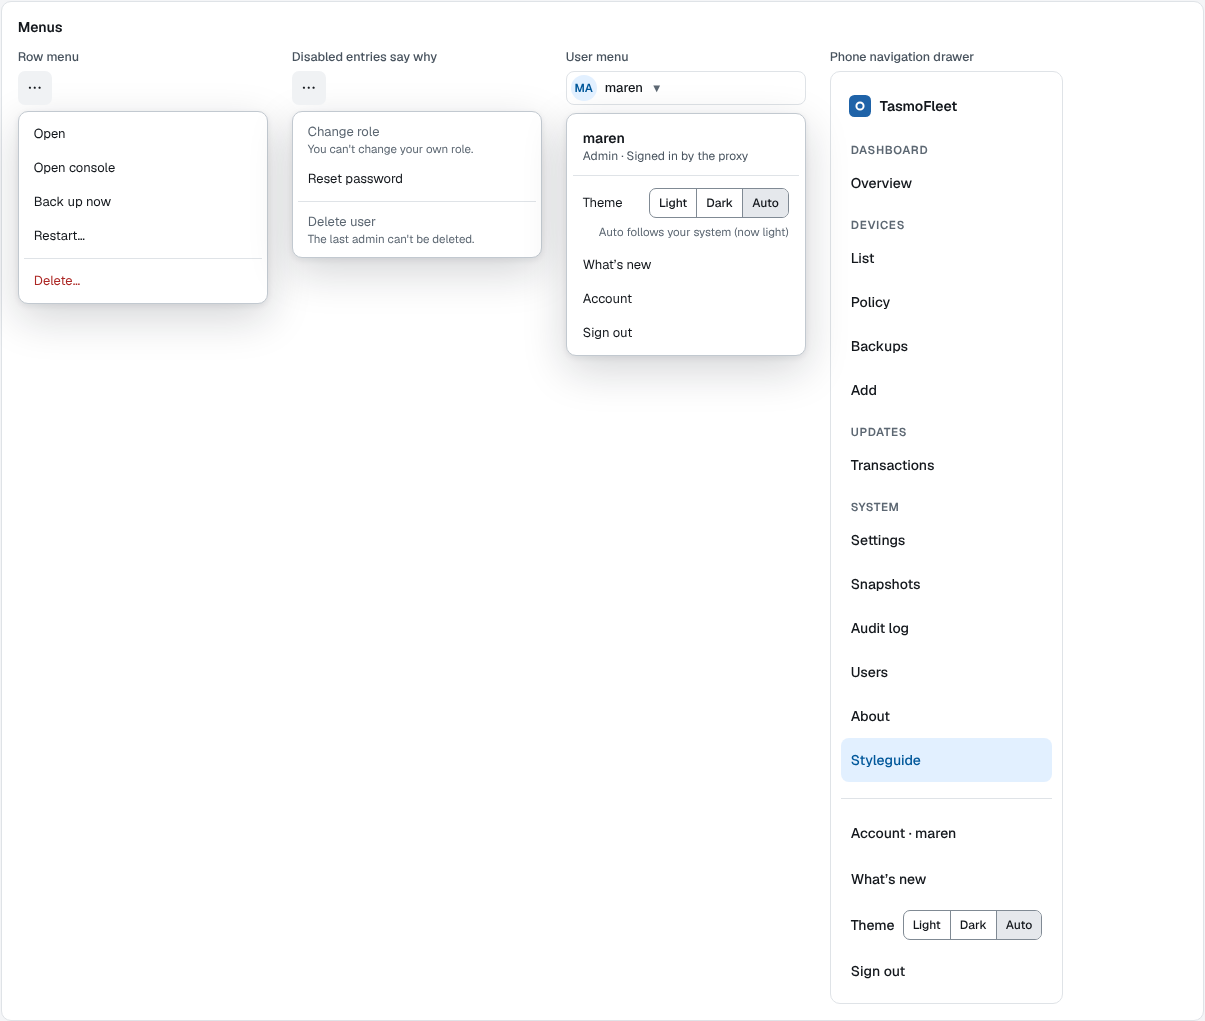 Menus
Row menu
...
Open
Open console
Back up now
Restart...
Delete...
Disabled entries say why
...
Change role
You can't change your own role.
Reset password
Delete user
The last admin can't be deleted.
User menu
MA maren ▾
maren
Admin · Signed in by the proxy
Theme Light Dark Auto
Auto follows your system (now light)
What's new
Account
Sign out
Phone navigation drawer
TasmoFleet
DASHBOARD
Overview
DEVICES
List
Policy
Backups
Add
UPDATES
Transactions
SYSTEM
Settings
Snapshots
Audit log
Users
About
Styleguide
Account · maren
What's new
Theme Light Dark Auto
Sign out